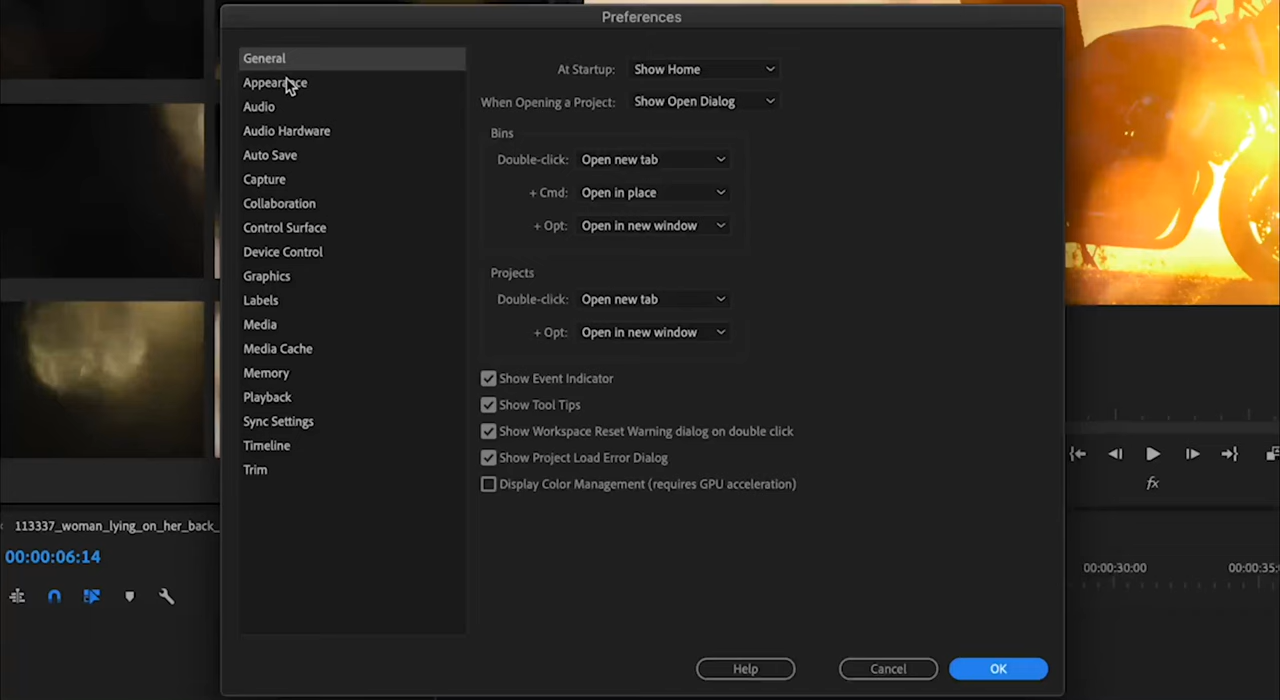 Preferences
General
Appearance
Audio
Audio Hardware
Auto Save
Capture
Collaboration
Control Surface
Device Control
Graphics
Labels
Media
Media Cache
Memory
Playback
Sync Settings
Timeline
Trim
At Startup: Show Home
When Opening a Project: Show Open Dialog
Bins
Double-click: Open new tab
+ Cmd: Open in place
+ Opt: Open in new window
Projects
Double-click: Open new tab
+ Opt: Open in new window
Show Event Indicator
Show Tool Tips
Show Workspace Reset Warning dialog on double click
Show Project Load Error Dialog
Display Color Management (requires GPU acceleration)
Help Cancel OK
113337_woman_lying_on_her_back_
00:00:06:14
fx
00:00:30:00 00:00:35: